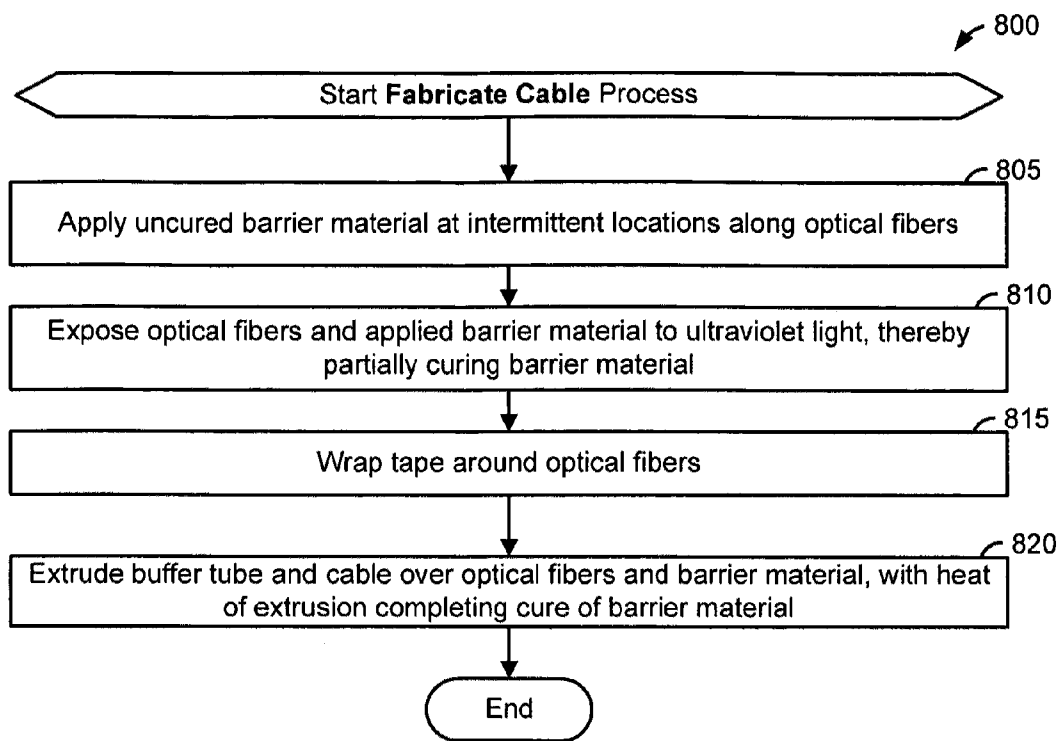 800
Start Fabricate Cable Process
805
Apply uncured barrier material at intermittent locations along optical fibers
810
Expose optical fibers and applied barrier material to ultraviolet light, thereby
partially curing barrier material
815
Wrap tape around optical fibers
820
Extrude buffer tube and cable over optical fibers and barrier material, with heat
of extrusion completing cure of barrier material
End